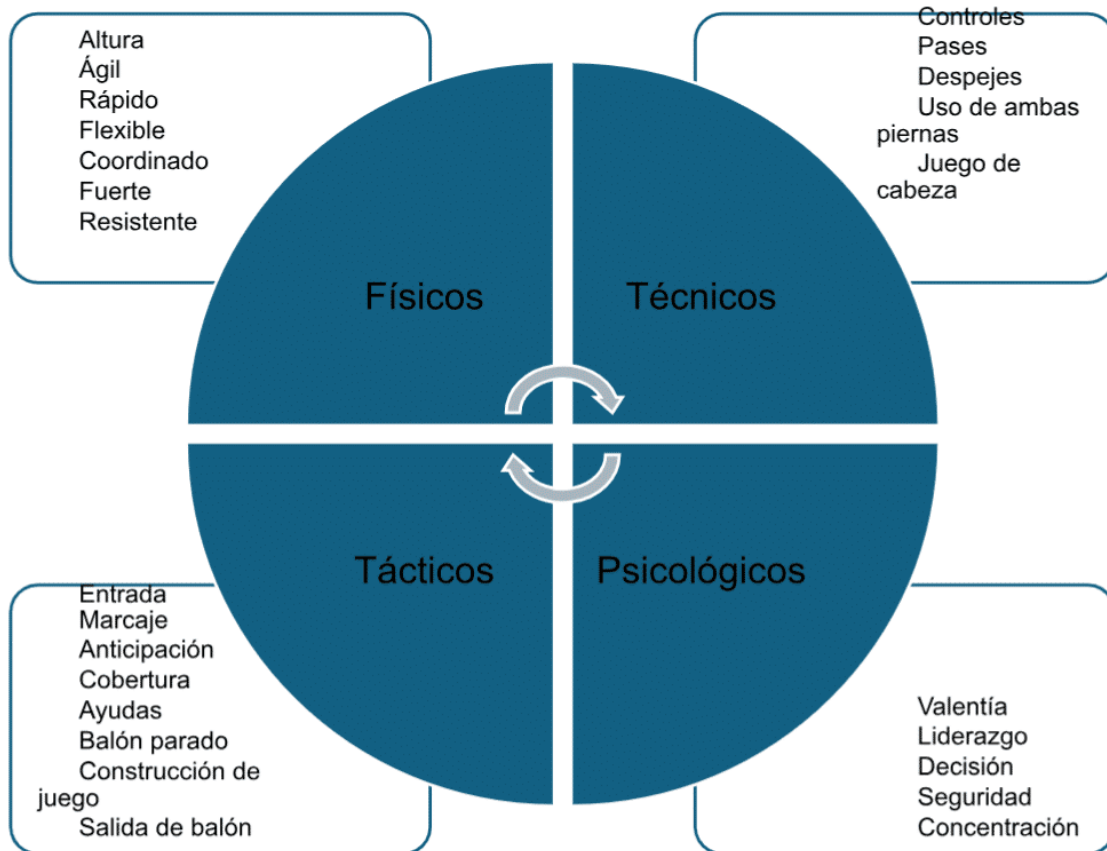 Altura
Ágil
Rápido
Flexible
Coordinado
Fuerte
Resistente
Controles
Pases
Despejes
Uso de ambas
piernas
Juego de
cabeza
Físicos
Técnicos
Tácticos
Psicológicos
Entrada
Marcaje
Anticipación
Cobertura
Ayudas
Balón parado
Construcción de
juego
Salida de balón
Valentía
Liderazgo
Decisión
Seguridad
Concentración